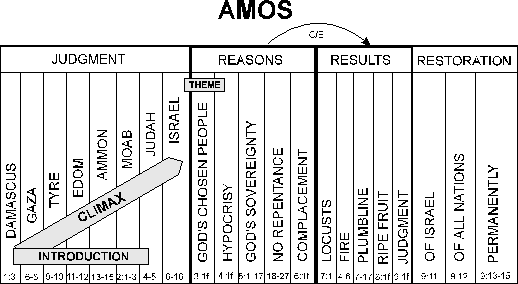 AMOS
C/E
JUDGMENT
REASONS
RESULTS
RESTORATION
THEME
DAMASCUS
GAZA
TYRE
EDOM
AMMON
MOAB
JUDAH
ISRAEL
GOD'S CHOSEN PEOPLE
HYPOCRISY
GOD'S SOVEREIGNTY
NO REPENTANCE
COMPLACEMENT
LOCUSTS
FIRE
PLUMBLINE
RIPE FRUIT
JUDGMENT
OF ISRAEL
OF ALL NATIONS
PERMANENTLY
CLIMAX
INTRODUCTION
1:3 6-8 9-10 11-12 13-15 2:1-3 4-5 6-16 3:1f 4:1f 5:1-17 18-27 6:1f 7:1 4-6 7-17 8:1f 9:1f 9:11 9:12 9:13-15